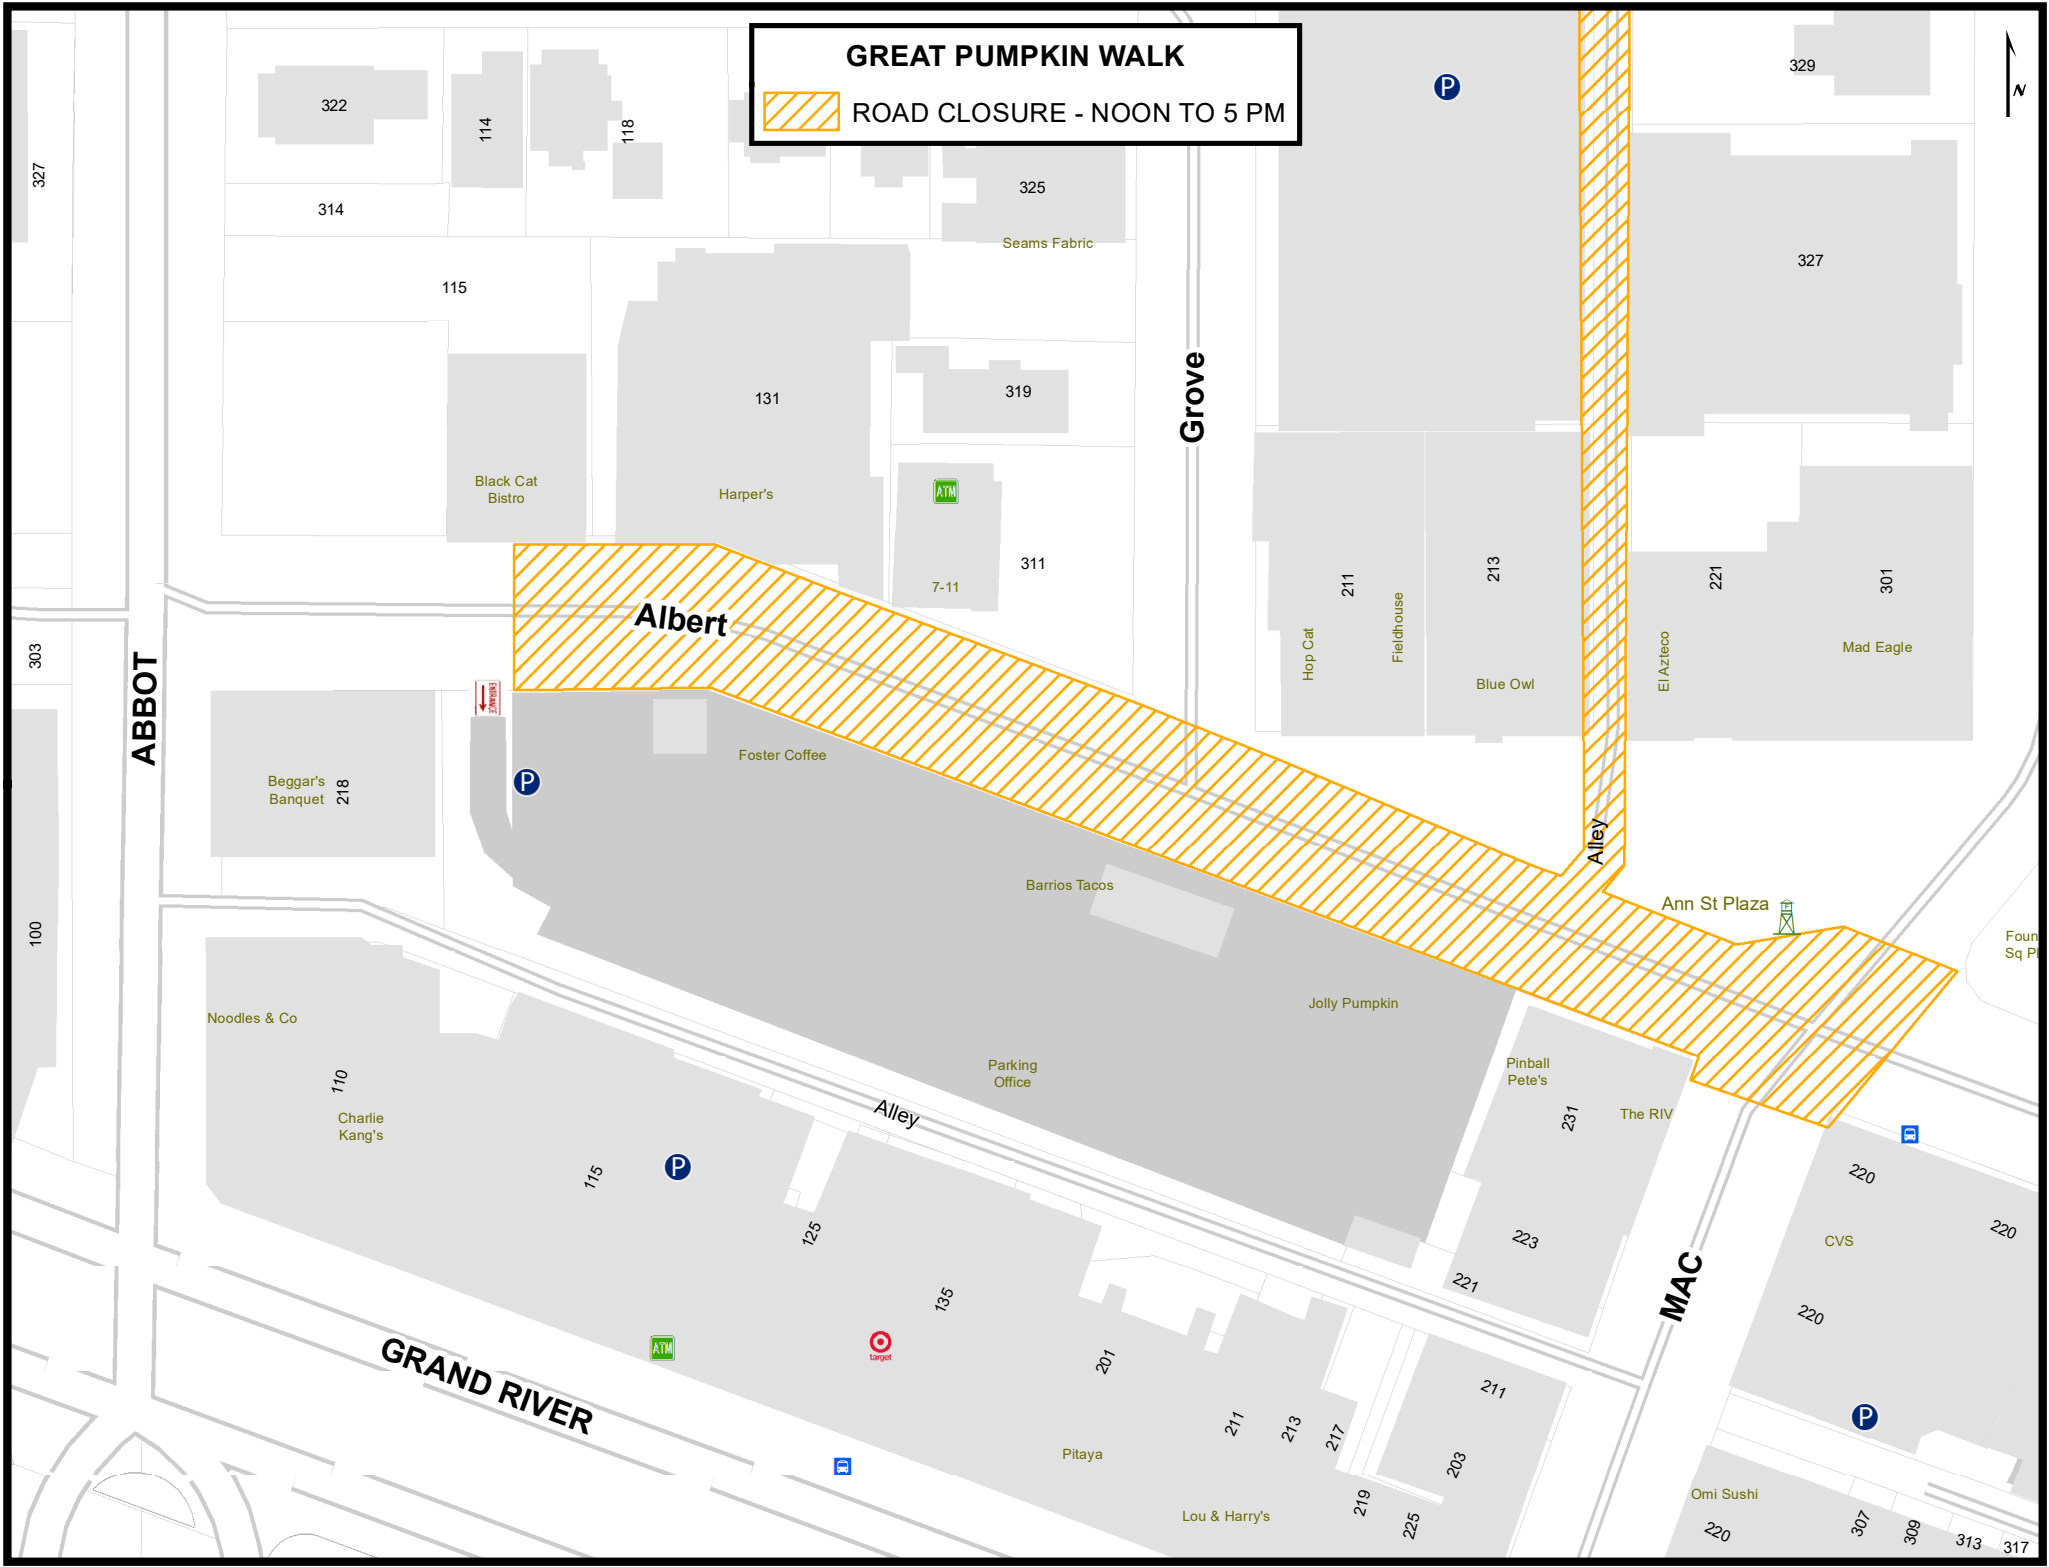 GREAT PUMPKIN WALK
ROAD CLOSURE - NOON TO 5 PM
N
P
329
322
114
118
327
314
325
Seams Fabric
115
327
Grove
131
319
Black Cat
Bistro
Harper's
ATM
311
7-11
211
213
221
301
Hop Cat
Fieldhouse
Blue Owl
El Azteco
Mad Eagle
Albert
303
ABBOT
ENTRANCE
Foster Coffee
P
Beggar's
Banquet
218
Alley
Barrios Tacos
Ann St Plaza
100
Foun
Sq Pl
Noodles & Co
Jolly Pumpkin
Parking
Office
Pinball
Pete's
110
Charlie
Kang's
Alley
231
The RIV
115
P
220
125
223
220
CVS
221
MAC
135
220
GRAND RIVER
ATM
target
201
211
P
211
213
217
Pitaya
203
Omi Sushi
219
225
Lou & Harry's
220
307
309
313
317